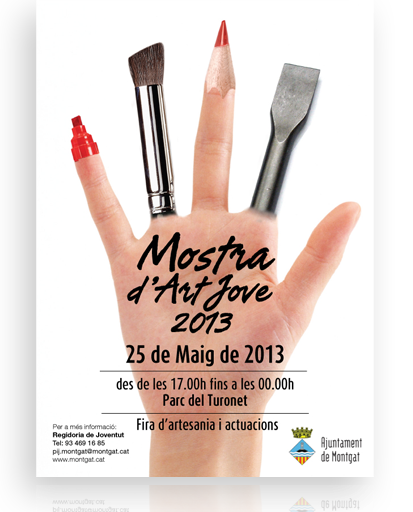 Mostra
d'Art Jove
2013
25 de Maig de 2013
des de les 17.00h fins a les 00.00h
Parc del Turonet
Fira d'artesania i actuacions
Per a més informació:
Regidoria de Joventut
Tel: 93 469 16 85
pij.montgat@montgat.cat
www.montgat.cat
Ajuntament
de Montgat